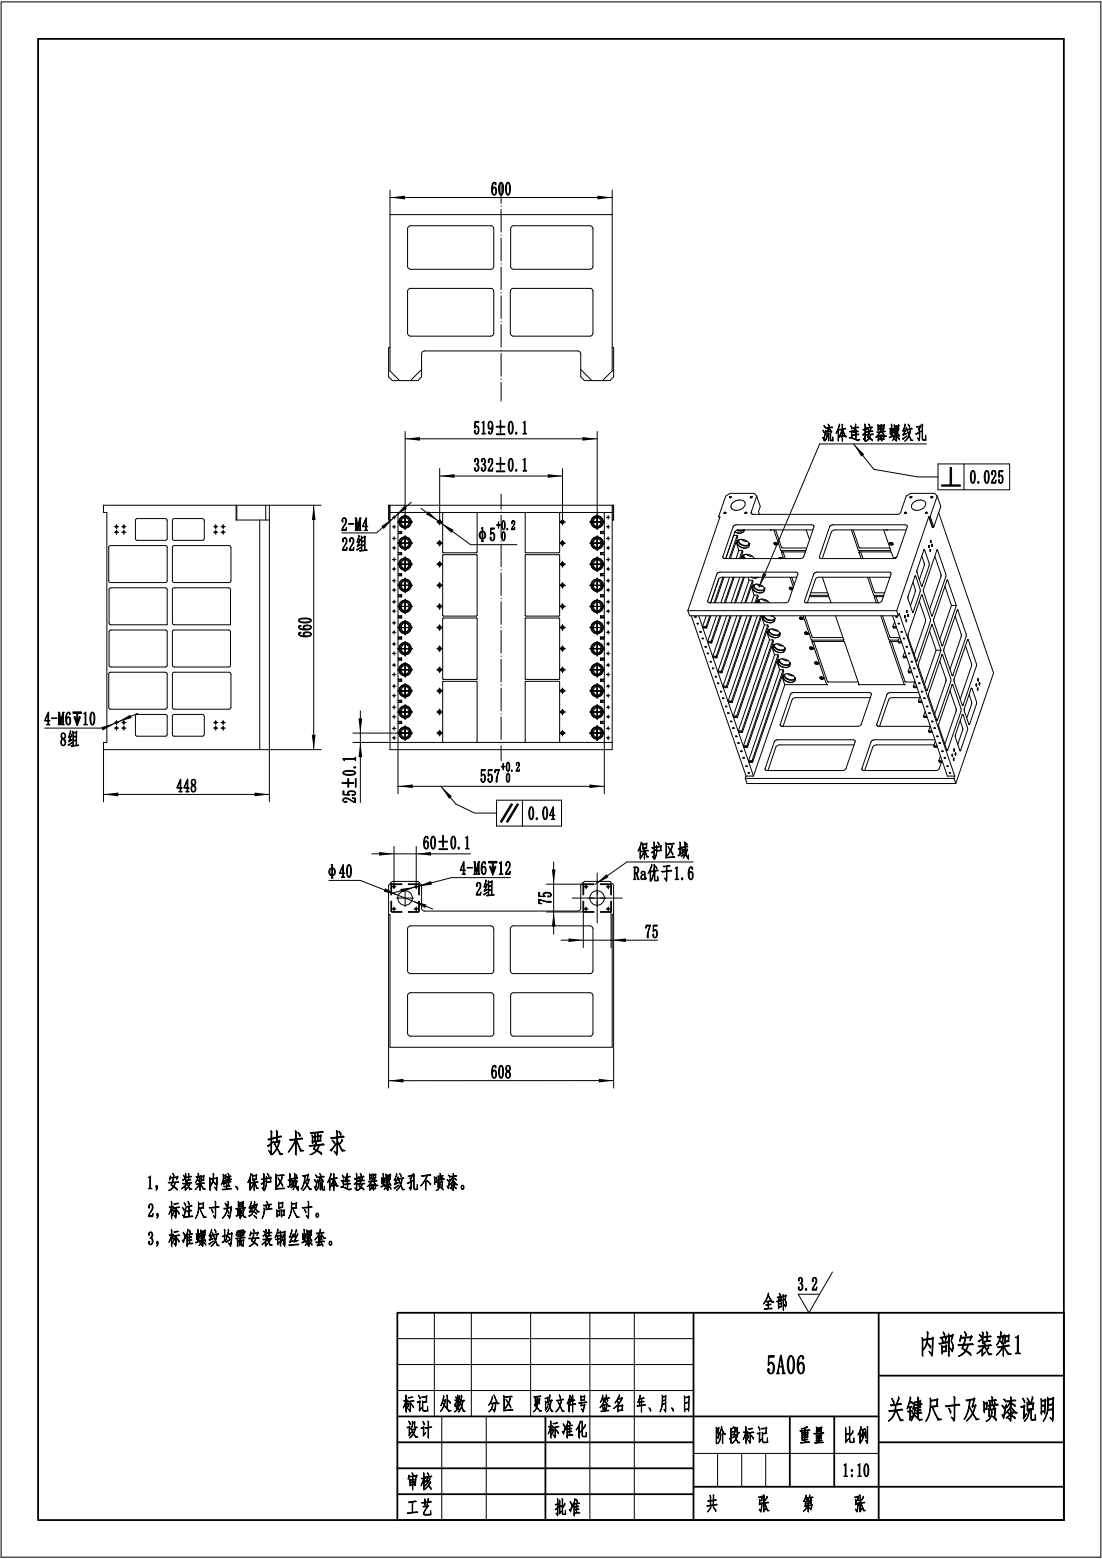 600
519±0.1
332±0.1
2-M4
22组
φ5+0.2 0
流体连接器螺纹孔
⊥ 0.025
660
4-M6↧10
8组
448
25±0.1
557+0.2 0
// 0.04
60±0.1
φ40
4-M6↧12
2组
75
保护区域
Ra优于1.6
75
608
技术要求
1，安装架内壁、保护区域及流体连接器螺纹孔不喷漆。
2，标注尺寸为最终产品尺寸。
3，标准螺纹均需安装钢丝螺套。
全部 3.2
5A06
内部安装架1
关键尺寸及喷漆说明
标记 处数 分区 更改文件号 签名 年、月、日
设计 标准化
阶段标记 重量 比例
1:10
审核
工艺 批准
共 张 第 张